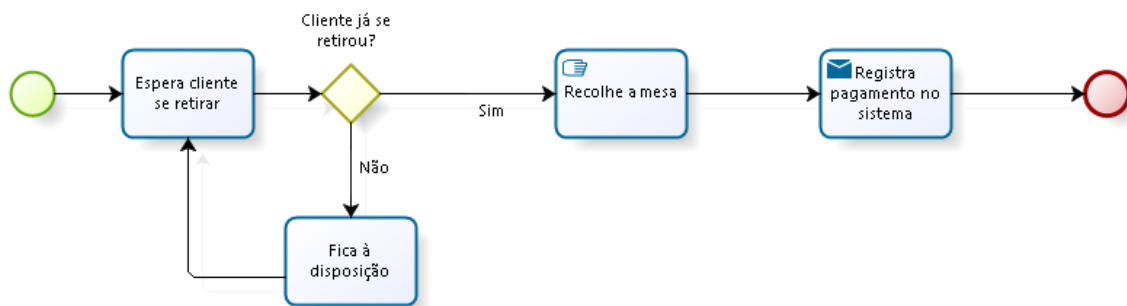 Cliente já se
retirou?
Espera cliente
se retirar
Sim
Recolhe a mesa
Registra
pagamento no
sistema
Não
Fica à
disposição